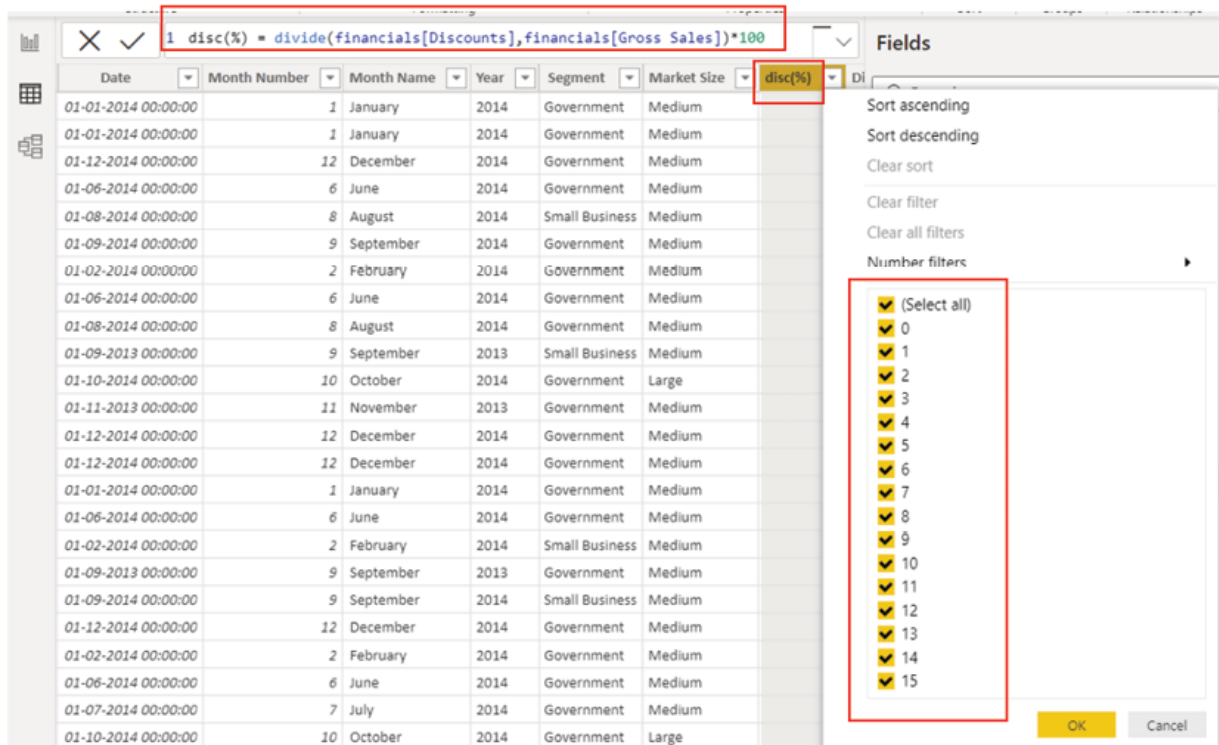 1 disc(%) = divide(financials[Discounts],financials[Gross Sales])*100
Fields
Date Month Number Month Name Year Segment Market Size disc(%) Di
01-01-2014 00:00:00 1 January 2014 Government Medium
01-01-2014 00:00:00 1 January 2014 Government Medium
01-12-2014 00:00:00 12 December 2014 Government Medium
01-06-2014 00:00:00 6 June 2014 Government Medium
01-08-2014 00:00:00 8 August 2014 Small Business Medium
01-09-2014 00:00:00 9 September 2014 Government Medium
01-02-2014 00:00:00 2 February 2014 Government Medium
01-06-2014 00:00:00 6 June 2014 Government Medium
01-08-2014 00:00:00 8 August 2014 Government Medium
01-09-2013 00:00:00 9 September 2013 Small Business Medium
01-10-2014 00:00:00 10 October 2014 Government Large
01-11-2013 00:00:00 11 November 2013 Government Medium
01-12-2014 00:00:00 12 December 2014 Government Medium
01-12-2014 00:00:00 12 December 2014 Government Medium
01-01-2014 00:00:00 1 January 2014 Government Medium
01-06-2014 00:00:00 6 June 2014 Government Medium
01-02-2014 00:00:00 2 February 2014 Small Business Medium
01-09-2013 00:00:00 9 September 2013 Government Medium
01-09-2014 00:00:00 9 September 2014 Small Business Medium
01-12-2014 00:00:00 12 December 2014 Government Medium
01-02-2014 00:00:00 2 February 2014 Government Medium
01-06-2014 00:00:00 6 June 2014 Government Medium
01-07-2014 00:00:00 7 July 2014 Government Medium
01-10-2014 00:00:00 10 October 2014 Government Large
Sort ascending
Sort descending
Clear sort
Clear filter
Clear all filters
Number filters
(Select all)
0
1
2
3
4
5
6
7
8
9
10
11
12
13
14
15
OK Cancel